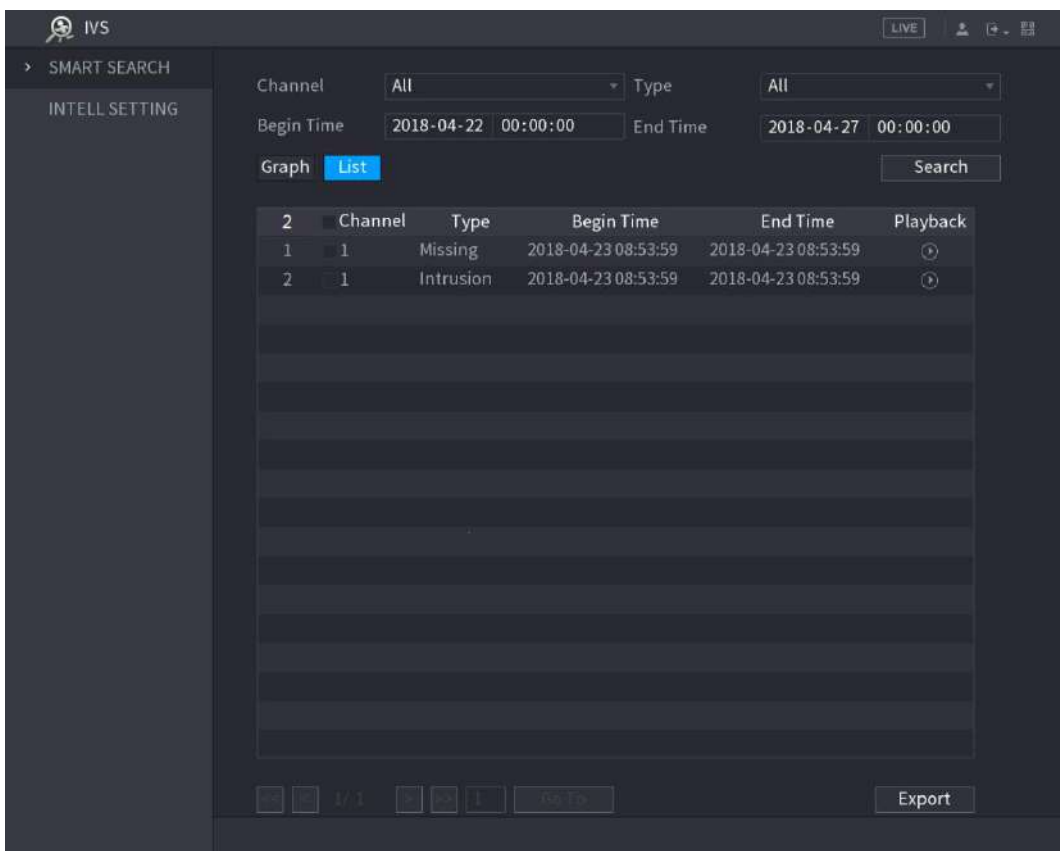 IVS LIVE
> SMART SEARCH
INTELL SETTING
Channel All Type All
Begin Time 2018-04-22 00:00:00 End Time 2018-04-27 00:00:00
Graph List Search
2 Channel Type Begin Time End Time Playback
1 1 Missing 2018-04-23 08:53:59 2018-04-23 08:53:59
2 1 Intrusion 2018-04-23 08:53:59 2018-04-23 08:53:59
<< < 1/1 > >> 1 Go To Export